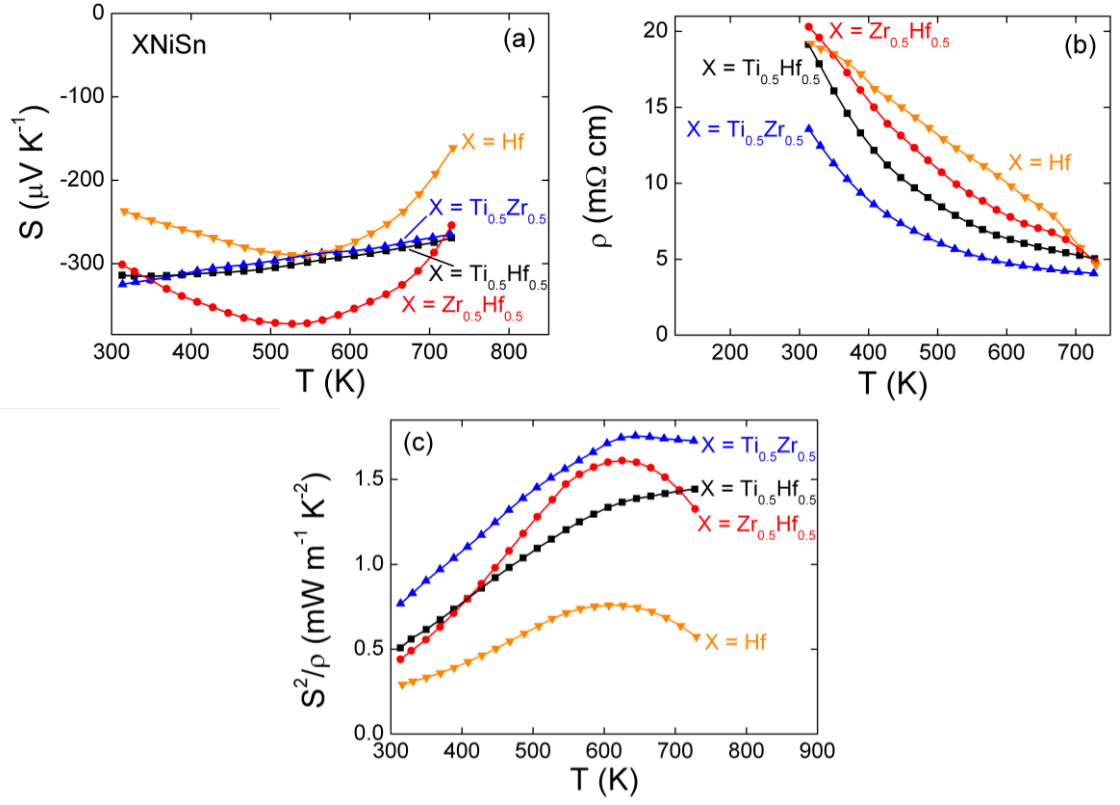 XNiSn
(a)
0
-100
-200
-300
S (μV K⁻¹)
X = Hf
X = Ti₀.₅Zr₀.₅
X = Ti₀.₅Hf₀.₅
X = Zr₀.₅Hf₀.₅
300 400 500 600 700 800
T (K)
(b)
20
15
10
5
0
ρ (mΩ cm)
X = Zr₀.₅Hf₀.₅
X = Ti₀.₅Hf₀.₅
X = Ti₀.₅Zr₀.₅
X = Hf
200 300 400 500 600 700
T (K)
(c)
1.5
1.0
0.5
0.0
S²/ρ (mW m⁻¹ K⁻²)
X = Ti₀.₅Zr₀.₅
X = Ti₀.₅Hf₀.₅
X = Zr₀.₅Hf₀.₅
X = Hf
300 400 500 600 700 800 900
T (K)